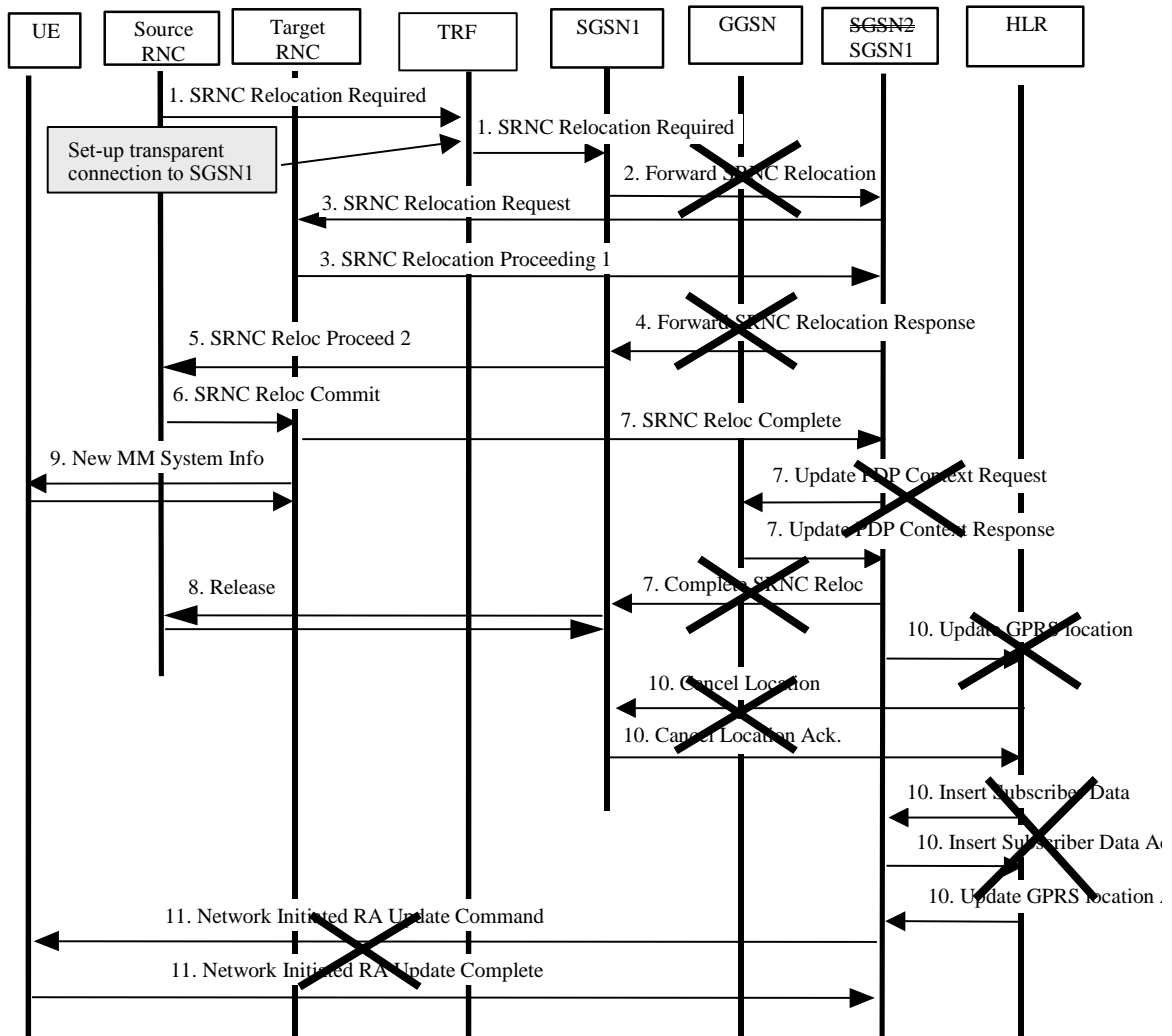 UE
Source
RNC
Target
RNC
TRF
SGSN1
GGSN
SGSN2
SGSN1
HLR
1. SRNC Relocation Required
1. SRNC Relocation Required
Set-up transparent
connection to SGSN1
2. Forward SRNC Relocation
3. SRNC Relocation Request
3. SRNC Relocation Proceeding 1
4. Forward SRNC Relocation Response
5. SRNC Reloc Proceed 2
6. SRNC Reloc Commit
7. SRNC Reloc Complete
9. New MM System Info
7. Update PDP Context Request
7. Update PDP Context Response
8. Release
7. Complete SRNC Reloc
10. Update GPRS location
10. Cancel Location
10. Cancel Location Ack.
10. Insert Subscriber Data
10. Insert Subscriber Data
10. Update GPRS location
11. Network Initiated RA Update Command
11. Network Initiated RA Update Complete